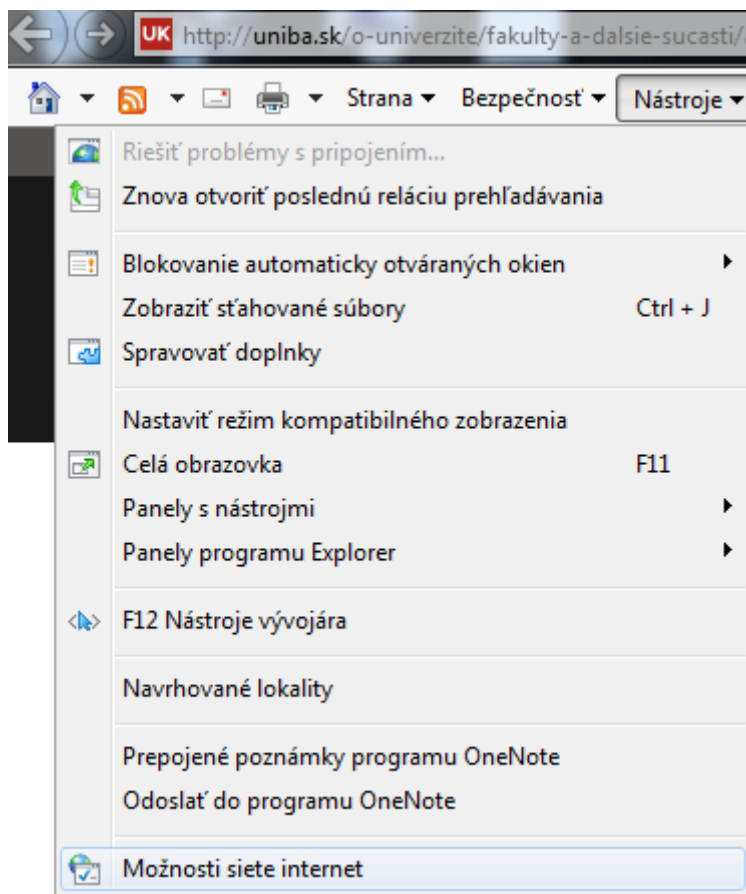 UK http://uniba.sk/o-univerzite/fakulty-a-dalsie-sucasti/
Strana Bezpečnosť Nástroje
Riešiť problémy s pripojením...
Znova otvoriť poslednú reláciu prehľadávania
Blokovanie automaticky otváraných okien
Zobraziť sťahované súbory Ctrl + J
Spravovať doplnky
Nastaviť režim kompatibilného zobrazenia
Celá obrazovka F11
Panely s nástrojmi
Panely programu Explorer
F12 Nástroje vývojára
Navrhované lokality
Prepojené poznámky programu OneNote
Odoslať do programu OneNote
Možnosti siete internet